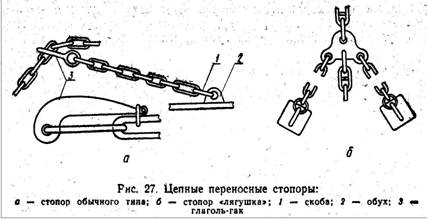 1 2
3
а
б
Рис. 27. Цепные переносные стопоры:
а — стопор обычного типа; б — стопор «лягушка»; 1 — скоба; 2 — обух; 3 —
глаголь-гак